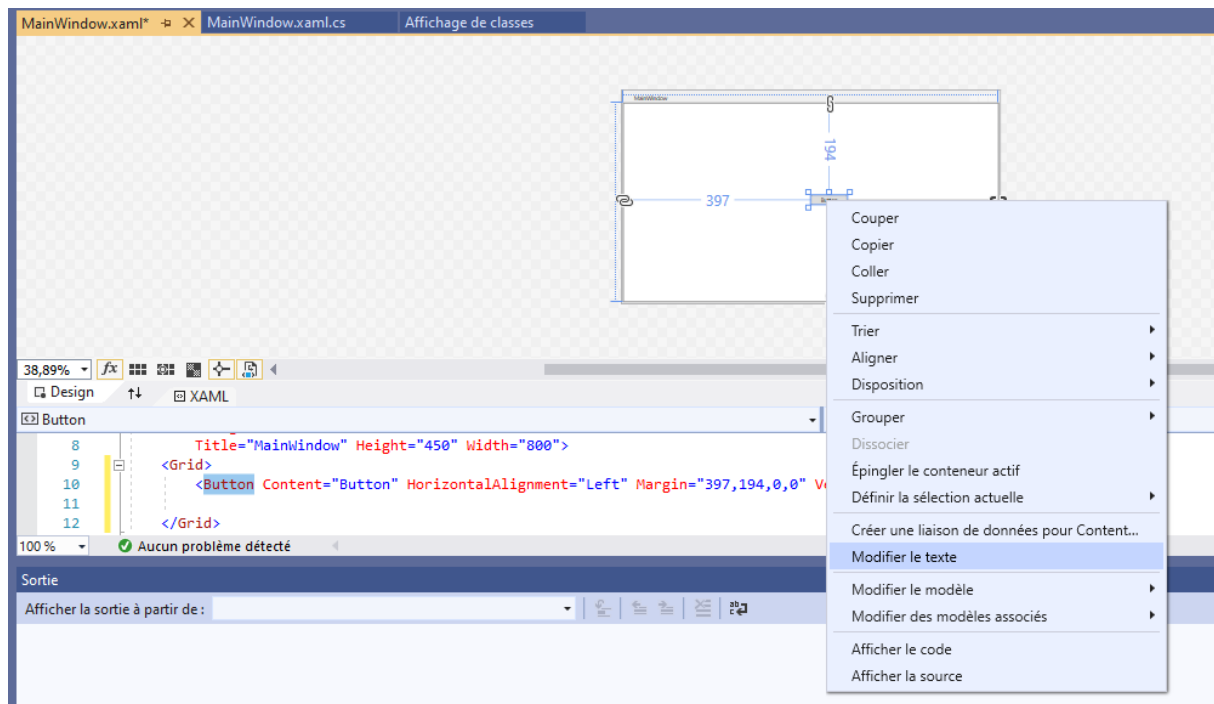 MainWindow.xaml*
MainWindow.xaml.cs
Affichage de classes
MainWindow
194
397
Couper
Copier
Coller
Supprimer
Trier
Aligner
Disposition
Grouper
Dissocier
Épingler le conteneur actif
Définir la sélection actuelle
Créer une liaison de données pour Content...
Modifier le texte
Modifier le modèle
Modifier des modèles associés
Afficher le code
Afficher la source
38,89% fx
Design XAML
Button
8 Title="MainWindow" Height="450" Width="800">
9 <Grid>
10 <Button Content="Button" HorizontalAlignment="Left" Margin="397,194,0,0" V
11
12 </Grid>
100 % Aucun problème détecté
Sortie
Afficher la sortie à partir de :